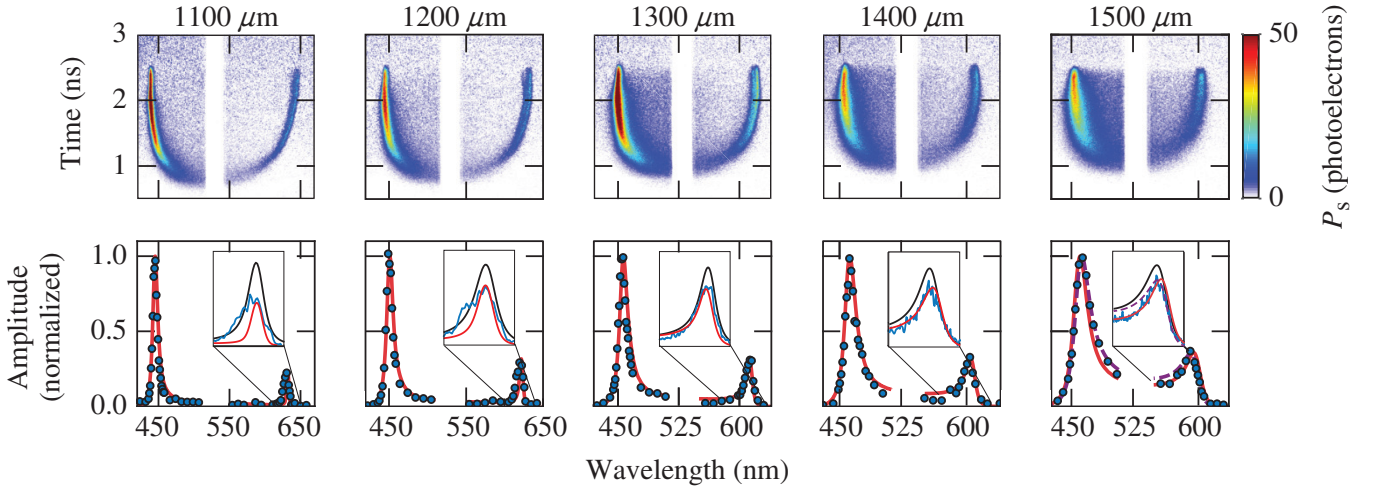 1100 μm 1200 μm 1300 μm 1400 μm 1500 μm
3
2
1
Time (ns)
50
0
P_s (photoelectrons)
1.0
0.5
0.0
Amplitude
(normalized)
450 550 650 450 550 650 450 525 600 450 525 600 450 525 600
Wavelength (nm)